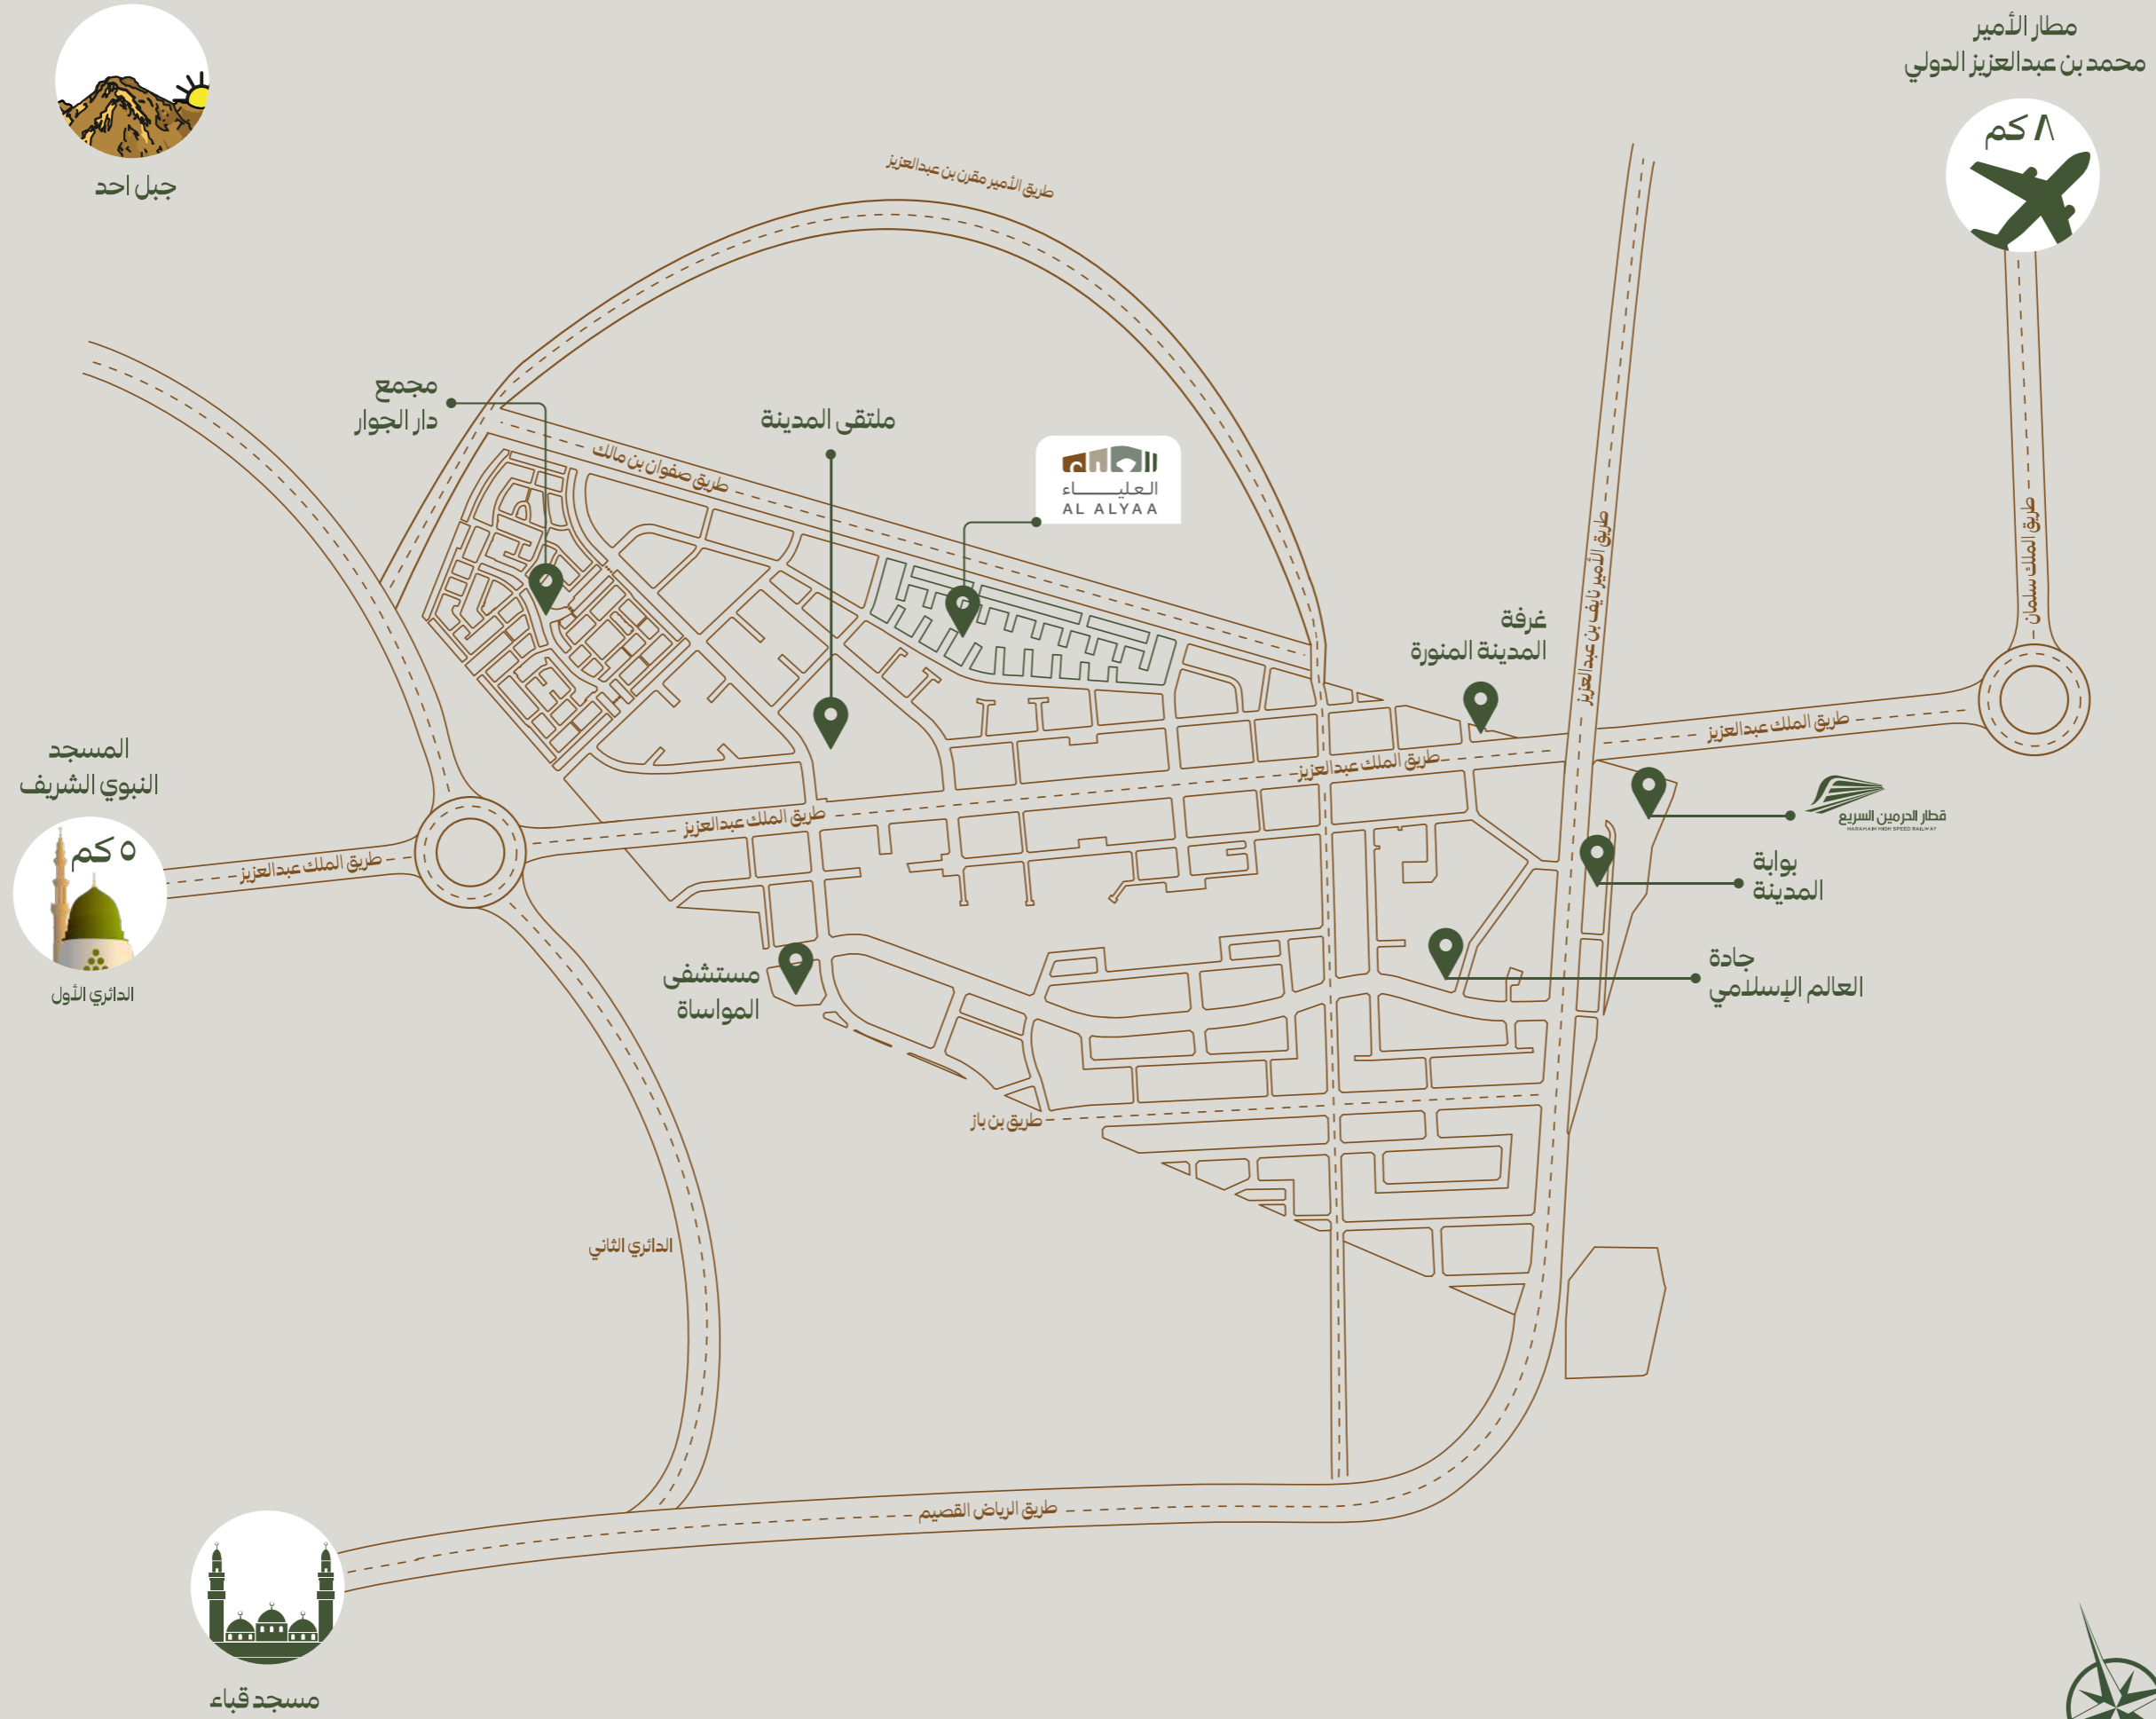 مطار الأمير
محمد بن عبدالعزيز الدولي
٨ كم
جبل احد
طريق الأمير مقرن بن عبدالعزيز
مجمع
دار الجوار
ملتقى المدينة
العلياء
AL ALYAA
طريق صفوان بن مالك
طريق الأمير نايف بن عبدالعزيز
طريق الملك سلمان
غرفة
المدينة المنورة
طريق الملك عبدالعزيز
طريق الملك عبدالعزيز
طريق الملك عبدالعزيز
طريق الملك عبدالعزيز
المسجد
النبوي الشريف
٥ كم
الدائري الأول
قطار الحرمين السريع
HARAMAIN HIGH SPEED RAILWAY
بوابة
المدينة
جادة
العالم الإسلامي
مستشفى
المواساة
طريق بن باز
الدائري الثاني
طريق الرياض القصيم
مسجد قباء